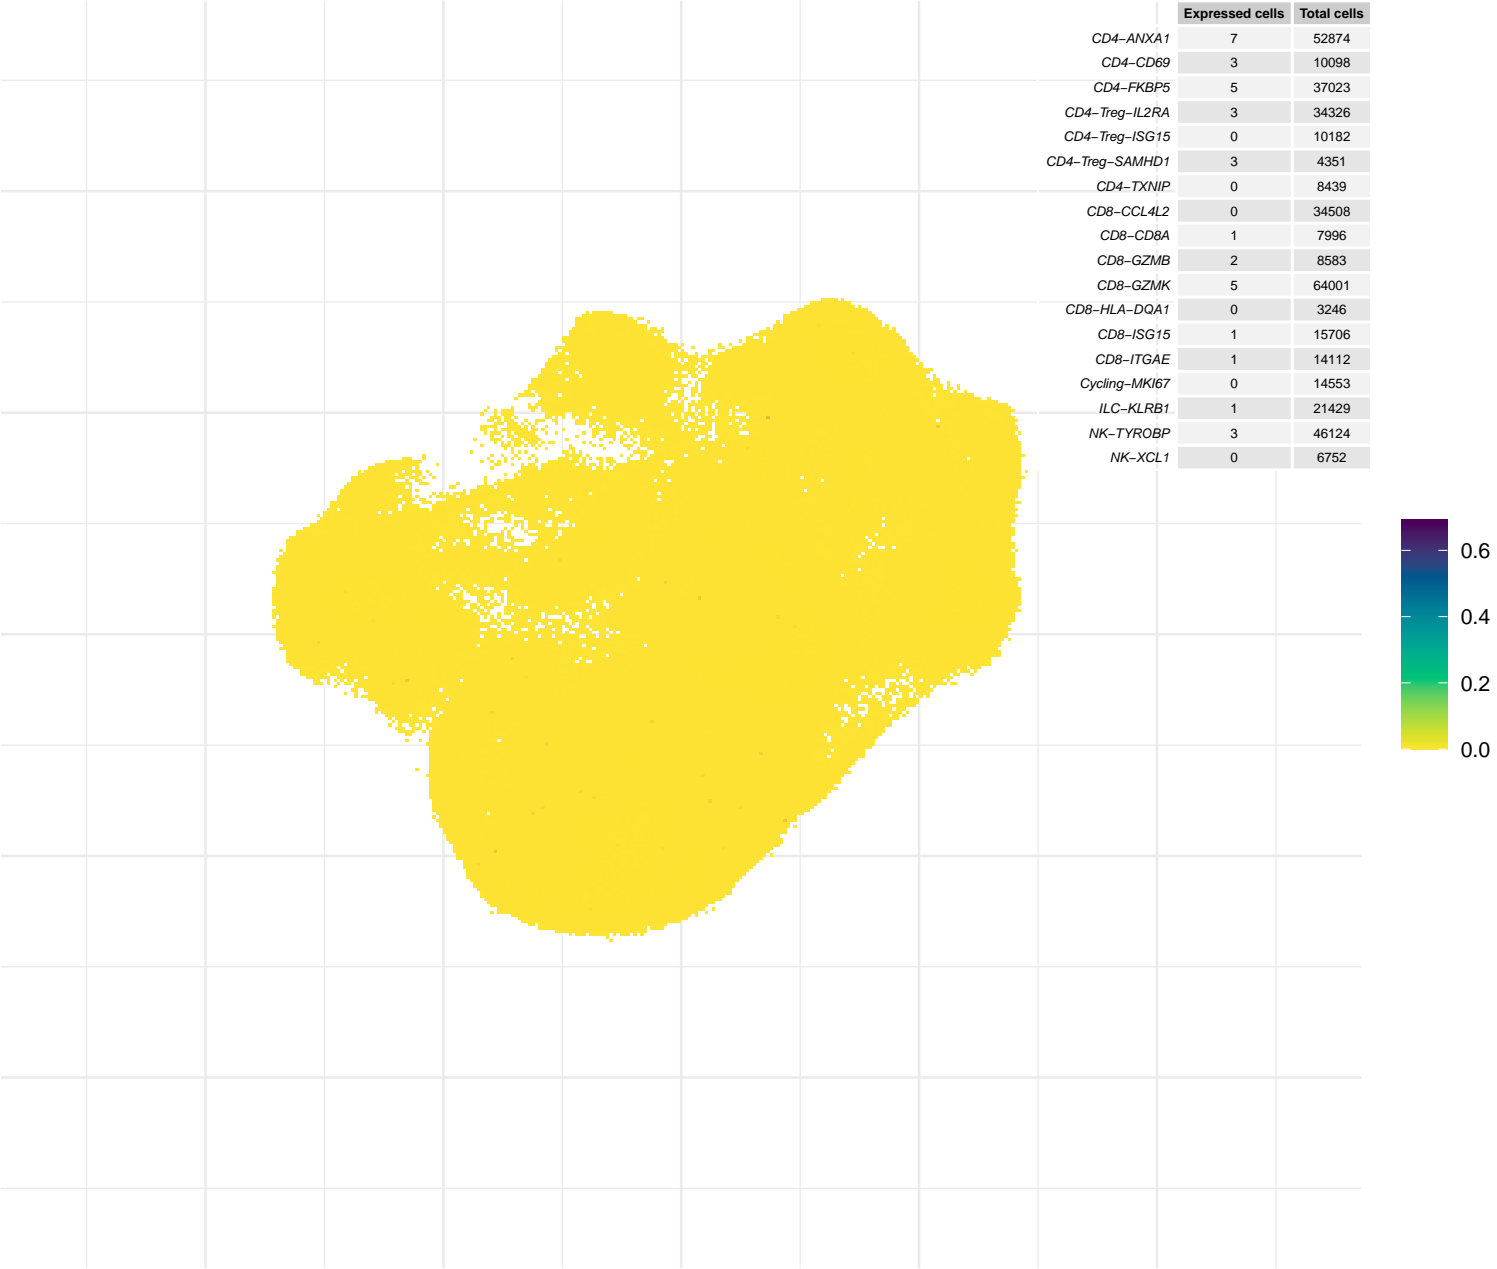 Expressed cells Total cells
CD4−ANXA1 7 52874
CD4−CD69 3 10098
CD4−FKBP5 5 37023
CD4−Treg−IL2RA 3 34326
CD4−Treg−ISG15 0 10182
CD4−Treg−SAMHD1 3 4351
CD4−TXNIP 0 8439
CD8−CCL4L2 0 34508
CD8−CD8A 1 7996
CD8−GZMB 2 8583
CD8−GZMK 5 64001
CD8−HLA−DQA1 0 3246
CD8−ISG15 1 15706
CD8−ITGAE 1 14112
Cycling−MKI67 0 14553
ILC−KLRB1 1 21429
NK−TYROBP 3 46124
NK−XCL1 0 6752
0.6
0.4
0.2
0.0